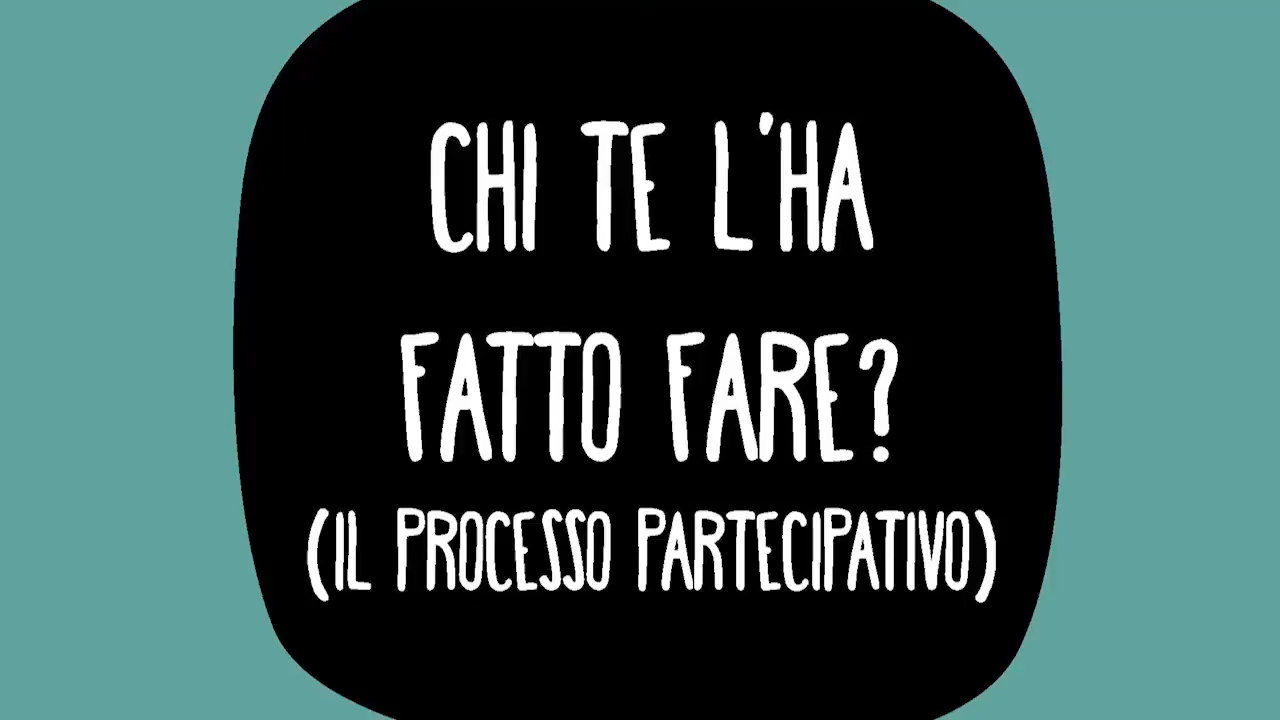 CHI TE L'HA
FATTO FARE?
(IL PROCESSO PARTECIPATIVO)